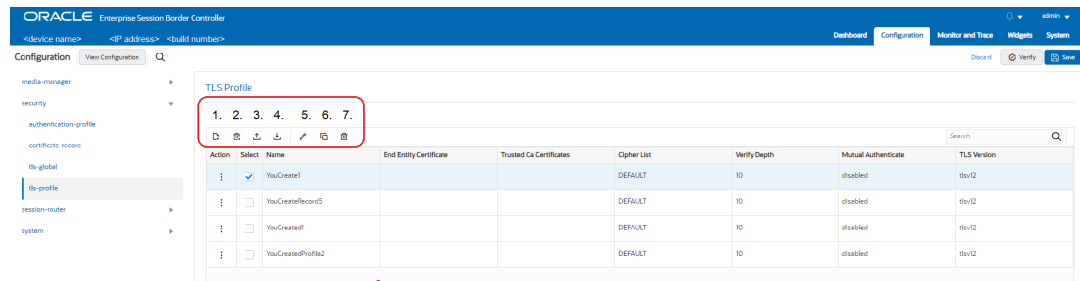 ORACLE Enterprise Session Border Controller
admin
<device name> <IP address> <build number>
Dashboard Configuration Monitor and Trace Widgets System
Configuration View Configuration
Discard Verify Save
media-manager
security
authentication-profile
certificate-record
tls-global
tls-profile
session-router
system
TLS Profile
1. 2. 3. 4. 5. 6. 7.
Search
Action Select Name End Entity Certificate Trusted Ca Certificates Cipher List Verify Depth Mutual Authenticate TLS Version
YouCreate1 DEFAULT 10 disabled tlsv12
YouCreateRecord5 DEFAULT 10 disabled tlsv12
YouCreated1 DEFAULT 10 disabled tlsv12
YouCreatedProfile2 DEFAULT 10 disabled tlsv12